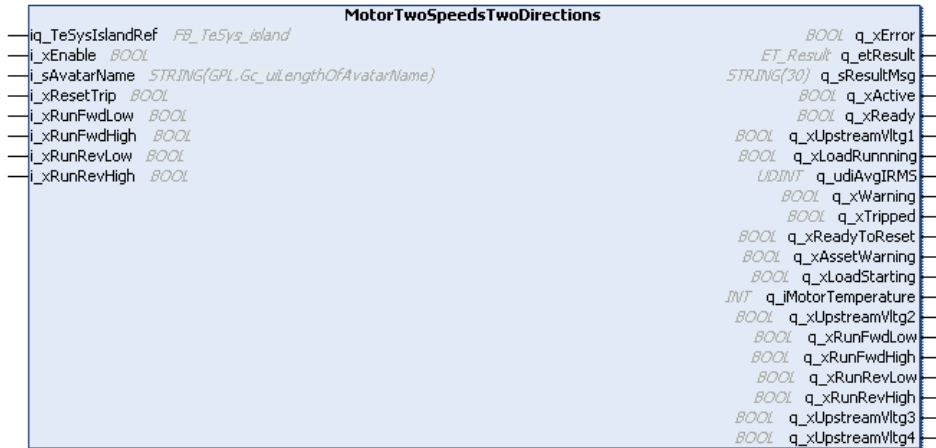 MotorTwoSpeedsTwoDirections
iq_TeSysIslandRef FB_TeSys_island
i_xEnable BOOL
i_sAvatarName STRING(GPL.Gc_uiLengthOfAvatarName)
i_xResetTrip BOOL
i_xRunFwdLow BOOL
i_xRunFwdHigh BOOL
i_xRunRevLow BOOL
i_xRunRevHigh BOOL
BOOL q_xError
ET_Result q_etResult
STRING(30) q_sResultMsg
BOOL q_xActive
BOOL q_xReady
BOOL q_xUpstreamVltg1
BOOL q_xLoadRunnning
UDINT q_udiAvgIRMS
BOOL q_xWarning
BOOL q_xTripped
BOOL q_xReadyToReset
BOOL q_xAssetWarning
BOOL q_xLoadStarting
INT q_iMotorTemperature
BOOL q_xUpstreamVltg2
BOOL q_xRunFwdLow
BOOL q_xRunFwdHigh
BOOL q_xRunRevLow
BOOL q_xRunRevHigh
BOOL q_xUpstreamVltg3
BOOL q_xUpstreamVltg4